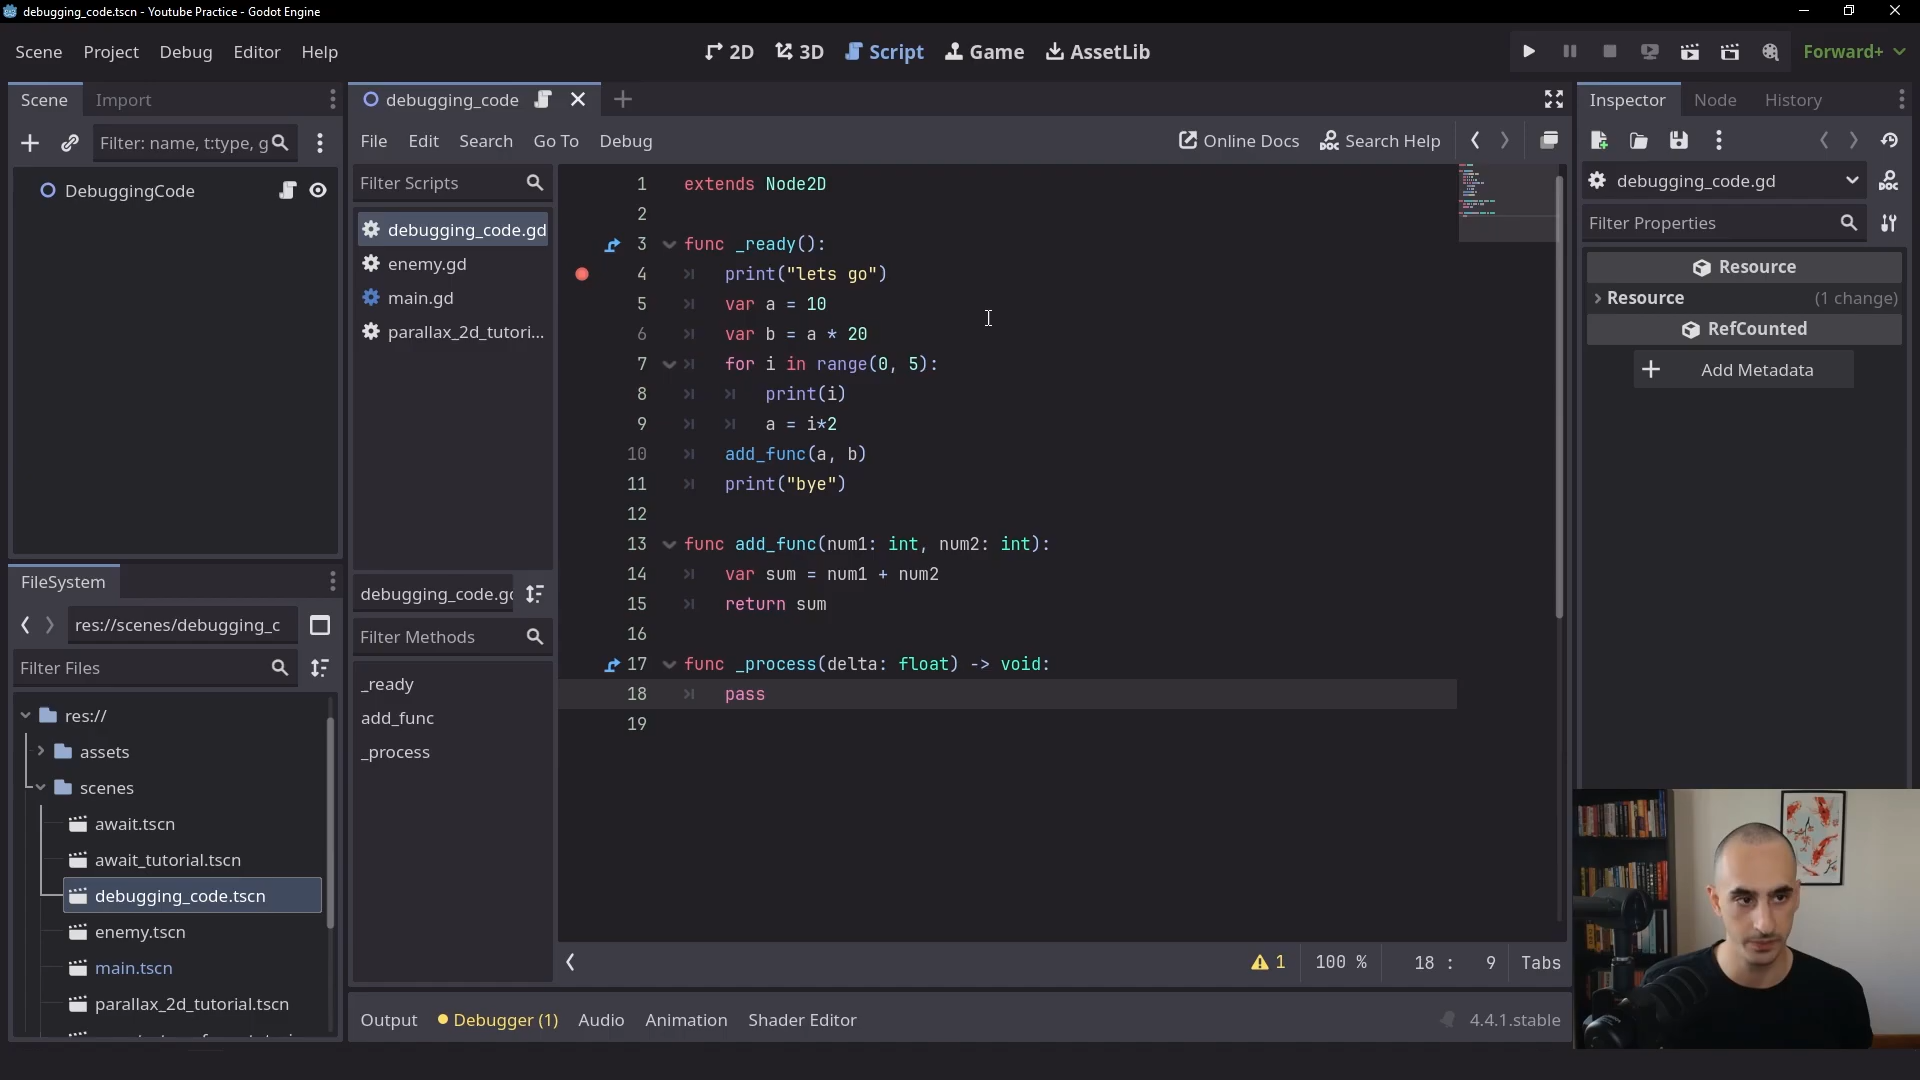 debugging_code.tscn - Youtube Practice - Godot Engine
Scene Project Debug Editor Help
2D 3D Script Game AssetLib
Forward+
Scene Import
Filter: name, t:type, g
DebuggingCode
FileSystem
res://scenes/debugging_c
Filter Files
res://
assets
scenes
await.tscn
await_tutorial.tscn
debugging_code.tscn
enemy.tscn
main.tscn
parallax_2d_tutorial.tscn
debugging_code
File Edit Search Go To Debug
Online Docs Search Help
Filter Scripts
debugging_code.gd
enemy.gd
main.gd
parallax_2d_tutori...
debugging_code.gd
Filter Methods
_ready
add_func
_process
1 extends Node2D
2
3 func _ready():
4 print("lets go")
5 var a = 10
6 var b = a * 20
7 for i in range(0, 5):
8 print(i)
9 a = i*2
10 add_func(a, b)
11 print("bye")
12
13 func add_func(num1: int, num2: int):
14 var sum = num1 + num2
15 return sum
16
17 func _process(delta: float) -> void:
18 pass
19
1 100 % 18 : 9 Tabs
Output Debugger (1) Audio Animation Shader Editor
4.4.1.stable
Inspector Node History
debugging_code.gd
Filter Properties
Resource
Resource (1 change)
RefCounted
Add Metadata